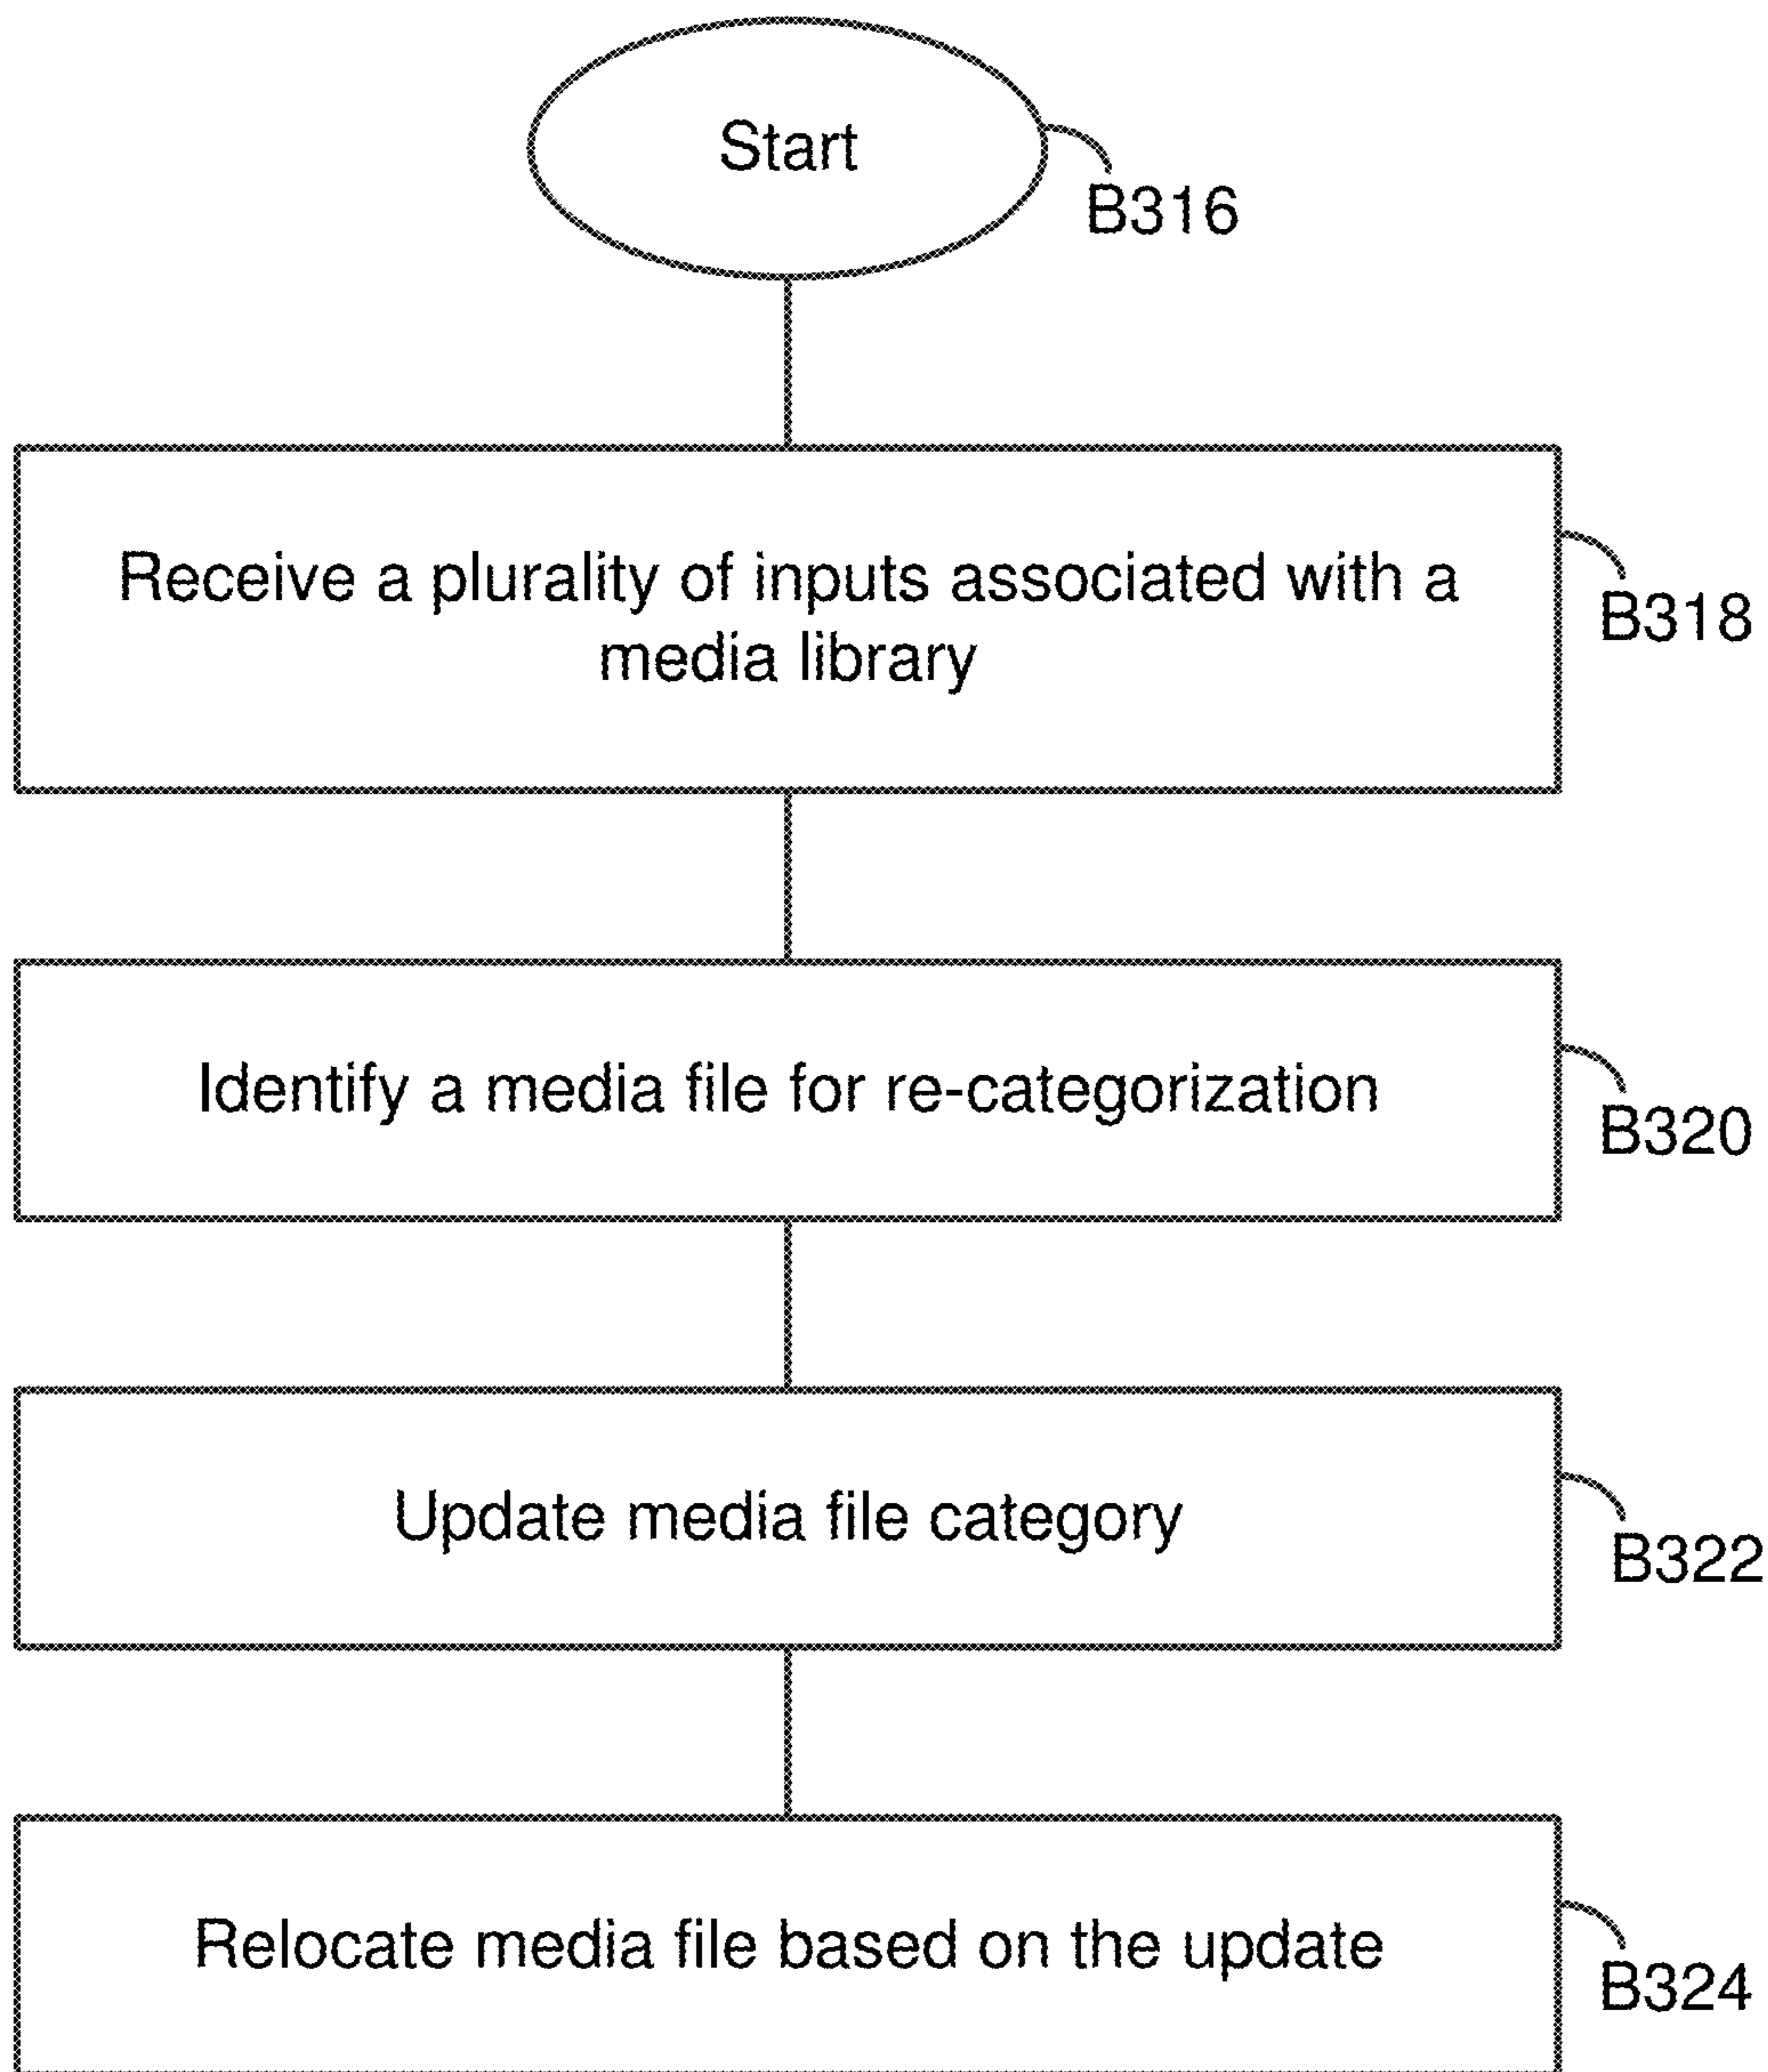 Start
B316
Receive a plurality of inputs associated with a
media library
B318
Identify a media file for re-categorization
B320
Update media file category
B322
Relocate media file based on the update
B324